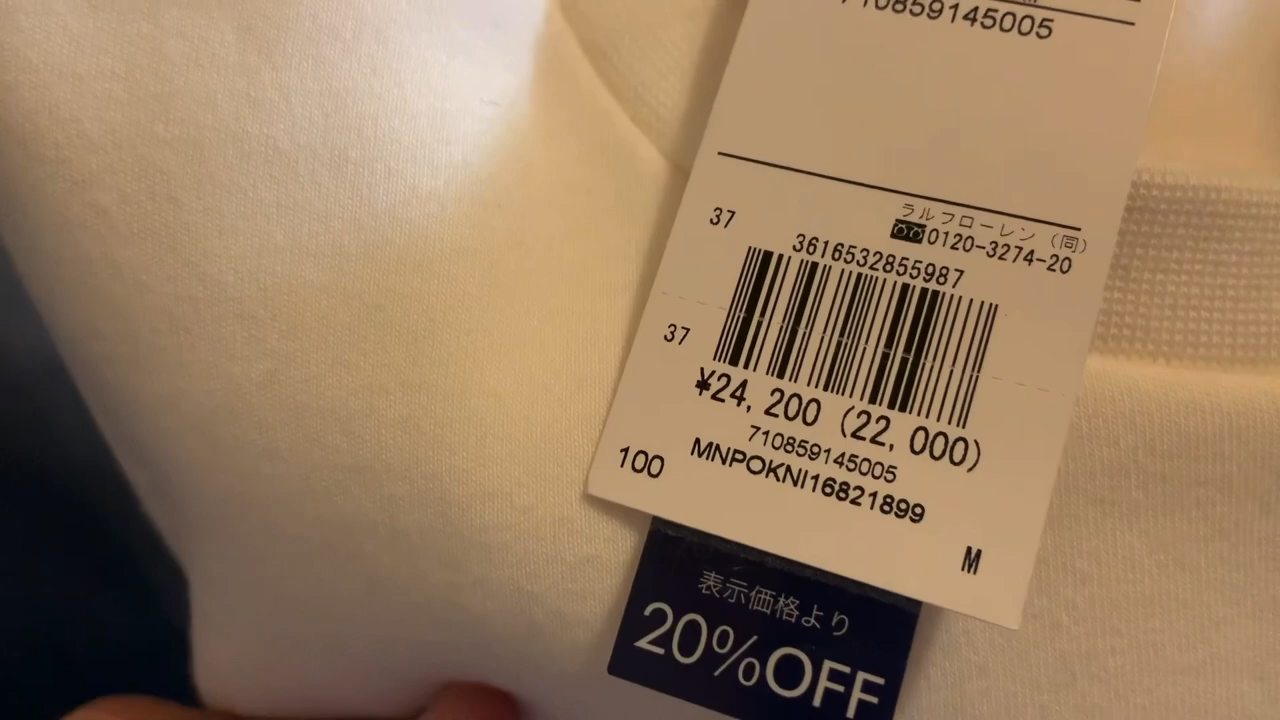 710859145005
ラルフローレン (同)
37
0120-3274-20
3616532855987
37
¥24, 200 (22, 000)
710859145005
100
MNPOKNI16821899
M
表示価格より
20%OFF